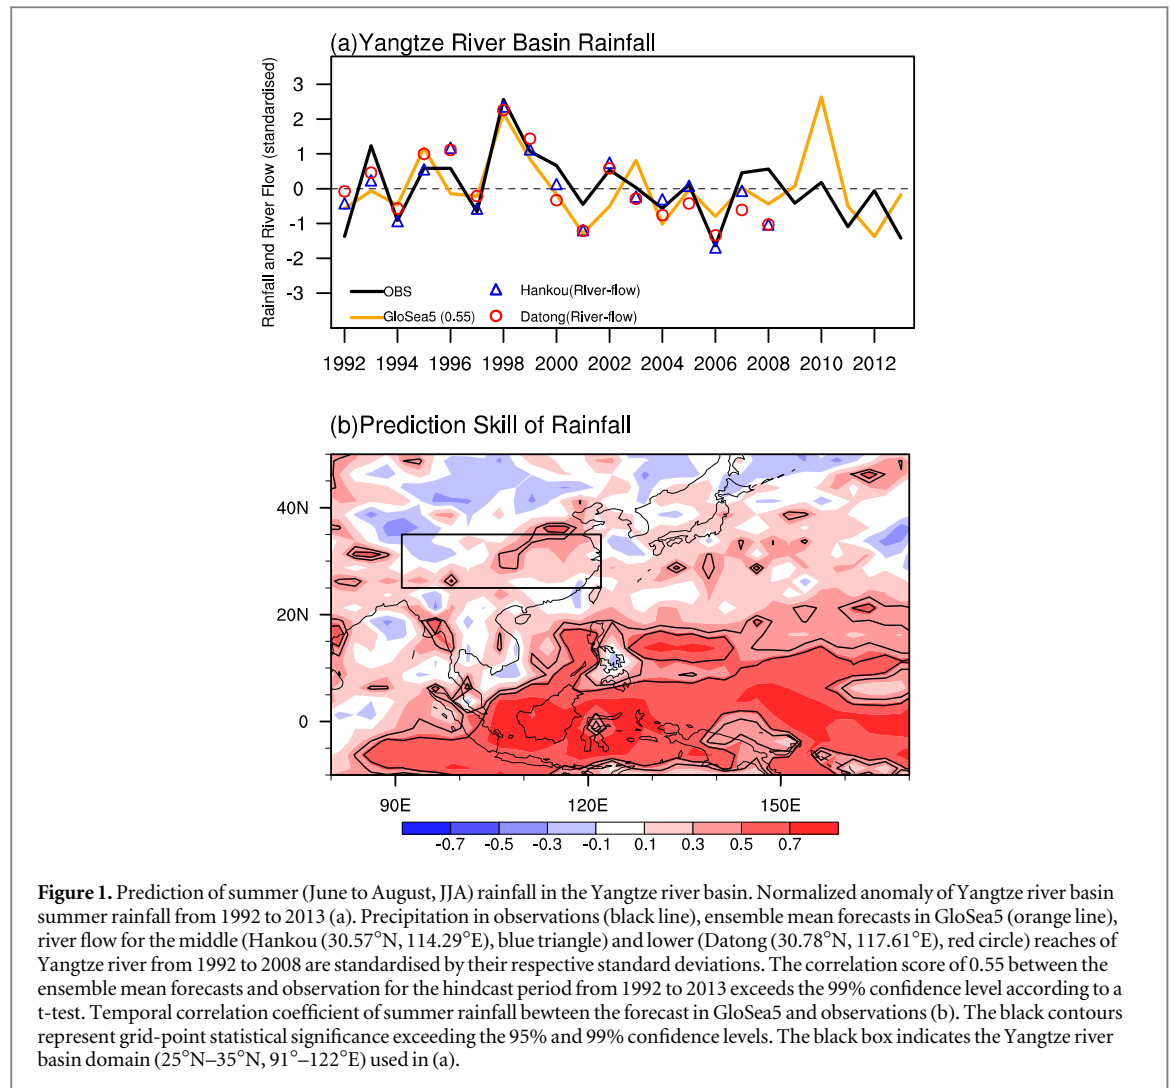 (a)Yangtze River Basin Rainfall
Rainfall and River Flow (standardised)
3
2
1
0
-1
-2
-3
OBS
Hankou(River-flow)
GloSea5 (0.55)
Datong(River-flow)
1992 1994 1996 1998 2000 2002 2004 2006 2008 2010 2012
(b)Prediction Skill of Rainfall
40N
20N
0
90E 120E 150E
-0.7 -0.5 -0.3 -0.1 0.1 0.3 0.5 0.7
Figure 1. Prediction of summer (June to August, JJA) rainfall in the Yangtze river basin. Normalized anomaly of Yangtze river basin
summer rainfall from 1992 to 2013 (a). Precipitation in observations (black line), ensemble mean forecasts in GloSea5 (orange line),
river flow for the middle (Hankou (30.57°N, 114.29°E), blue triangle) and lower (Datong (30.78°N, 117.61°E), red circle) reaches of
Yangtze river from 1992 to 2008 are standardised by their respective standard deviations. The correlation score of 0.55 between the
ensemble mean forecasts and observation for the hindcast period from 1992 to 2013 exceeds the 99% confidence level according to a
t-test. Temporal correlation coefficient of summer rainfall bewteen the forecast in GloSea5 and observations (b). The black contours
represent grid-point statistical significance exceeding the 95% and 99% confidence levels. The black box indicates the Yangtze river
basin domain (25°N–35°N, 91°–122°E) used in (a).